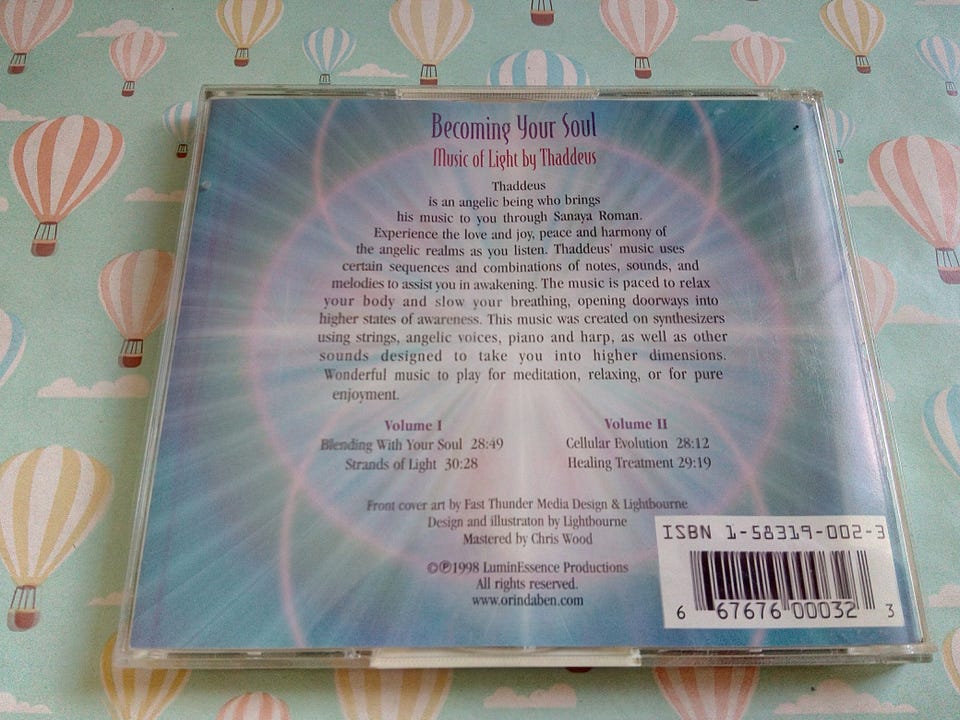 Becoming Your Soul
Music of Light by Thaddeus
Thaddeus
is an angelic being who brings
his music to you through Sanaya Roman.
Experience the love and joy, peace and harmony of
the angelic realms as you listen. Thaddeus' music uses
certain sequences and combinations of notes, sounds, and
melodies to assist you in awakening. The music is paced to relax
your body and slow your breathing, opening doorways into
higher states of awareness. This music was created on synthesizers
using strings, angelic voices, piano and harp, as well as other
sounds designed to take you into higher dimensions.
Wonderful music to play for meditation, relaxing, or for pure
enjoyment.
Volume I
Blending With Your Soul 28:49
Strands of Light 30:28
Volume II
Cellular Evolution 28:12
Healing Treatment 29:19
Front cover art by Fast Thunder Media Design & Lightbourne
Design and illustraton by Lightbourne
Mastered by Chris Wood
©℗1998 LuminEssence Productions
All rights reserved.
www.orindaben.com
ISBN 1-58319-002-3
6 67676 00032 3